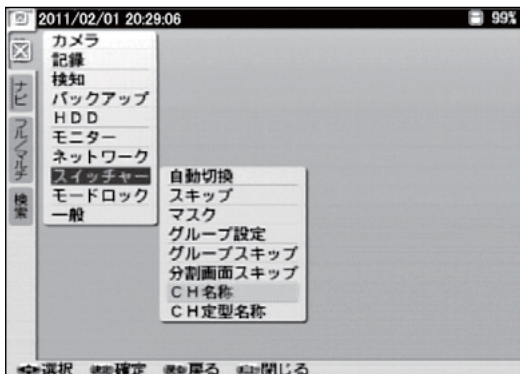 2011/02/01 20:29:06 99%
カメラ
記録
検知
バックアップ
HDD
モニター
ネットワーク
スイッチャー
モードロック
一般
ナビ
フル/マルチ
検索
自動切換
スキップ
マスク
グループ設定
グループスキップ
分割画面スキップ
CH名称
CH定型名称
選択 確定 戻る 閉じる